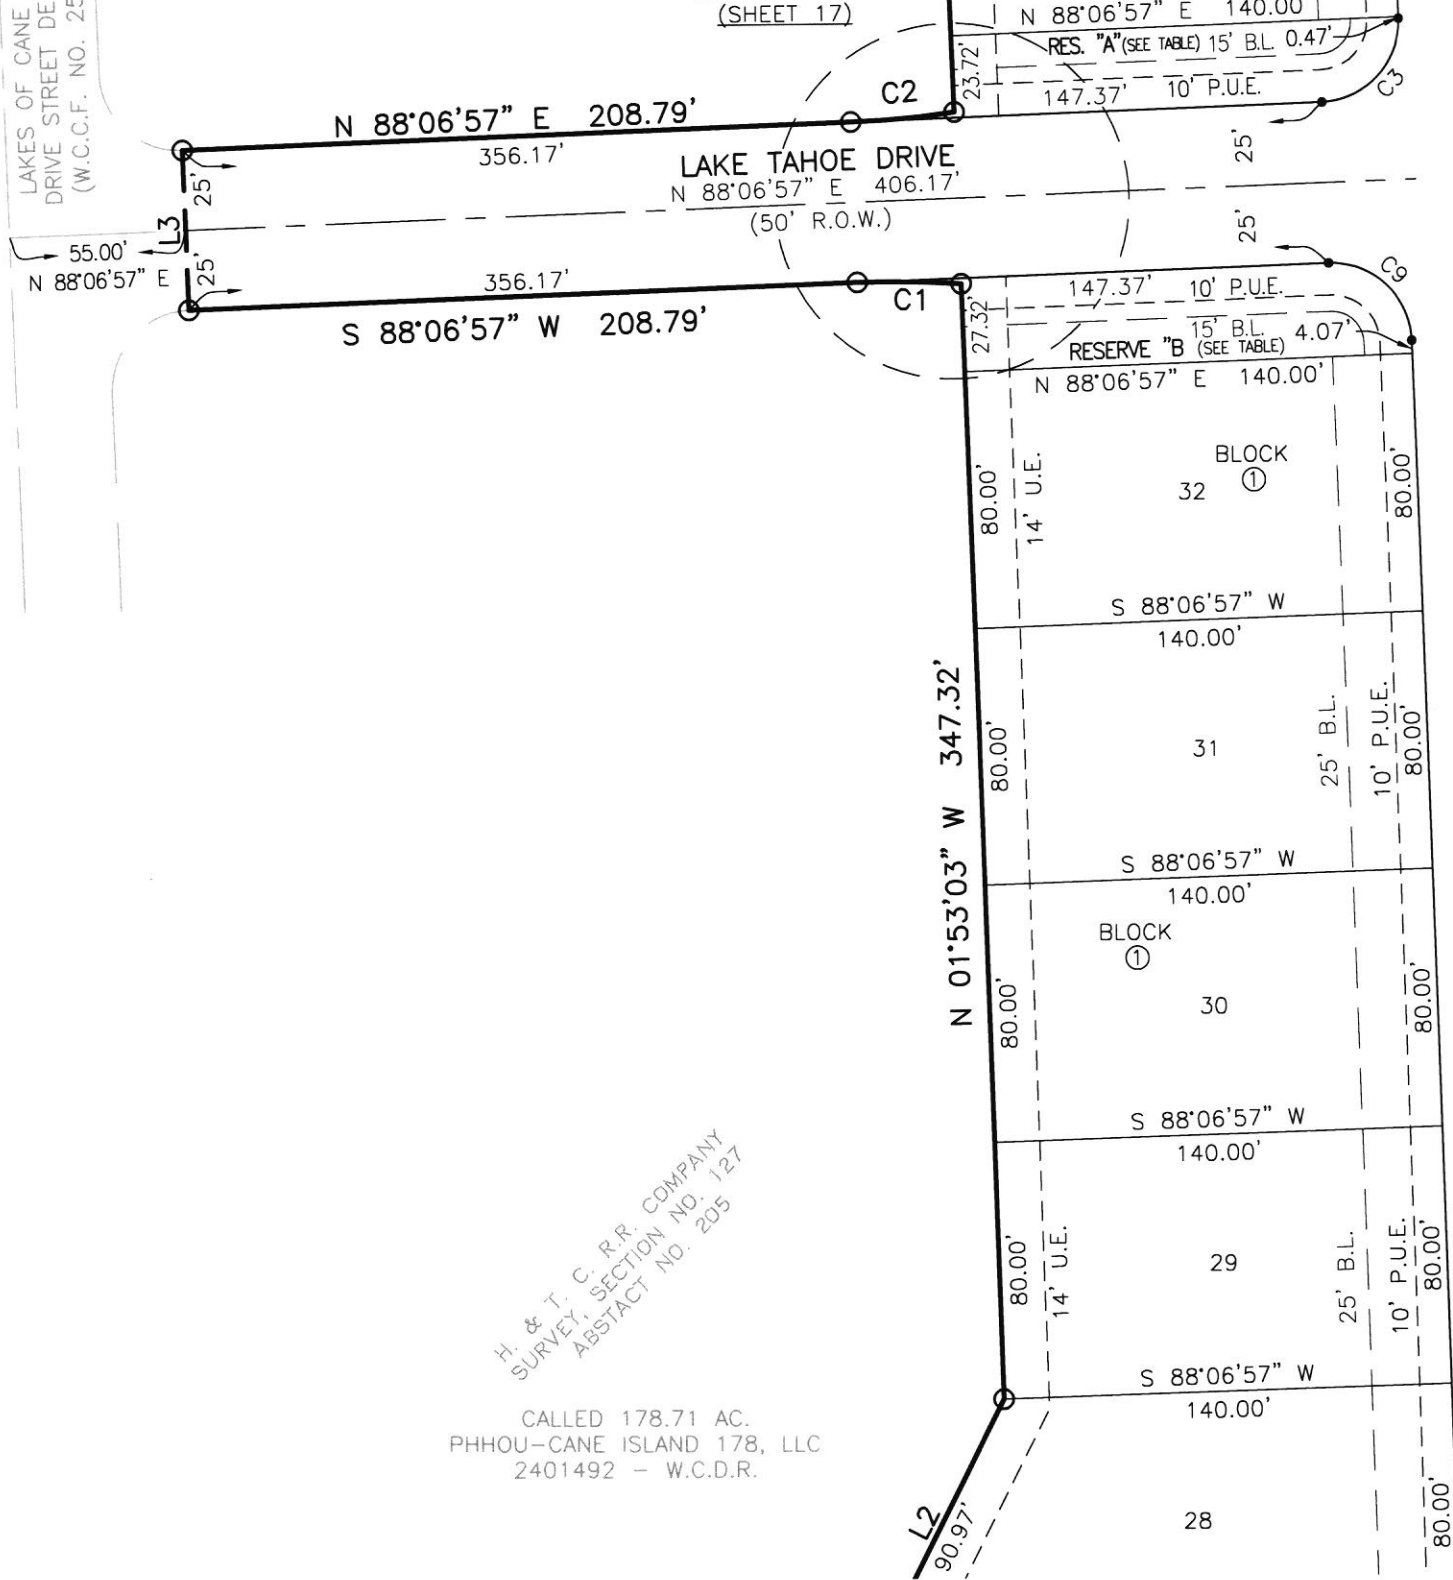 LAKES OF CANE
DRIVE STREET DE
(W.C.C.F. NO. 25
(SHEET 17)
N 88°06'57" E 140.00'
RES. "A"(SEE TABLE) 15' B.L. 0.47'
23.72'
147.37' 10' P.U.E.
C3
C2
N 88°06'57" E 208.79'
356.17'
LAKE TAHOE DRIVE
N 88°06'57" E 406.17'
(50' R.O.W.)
25'
25'
25'
L3
25'
55.00'
N 88°06'57" E
356.17'
S 88°06'57" W 208.79'
C1
147.37' 10' P.U.E.
C9
27.32'
15' B.L. 4.07'
RESERVE "B (SEE TABLE)
N 88°06'57" E 140.00'
BLOCK
1
32
80.00'
14' U.E.
80.00'
S 88°06'57" W
140.00'
N 01°53'03" W 347.32'
80.00'
31
25' B.L.
10' P.U.E.
80.00'
S 88°06'57" W
140.00'
BLOCK
1
80.00'
30
80.00'
S 88°06'57" W
140.00'
80.00'
14' U.E.
29
25' B.L.
10' P.U.E.
80.00'
S 88°06'57" W
140.00'
H. & T. C. R.R. COMPANY
SURVEY, SECTION NO. 127
ABSTACT NO. 205
CALLED 178.71 AC.
PHHOU-CANE ISLAND 178, LLC
2401492 - W.C.D.R.
L2
90.97'
28
80.00'